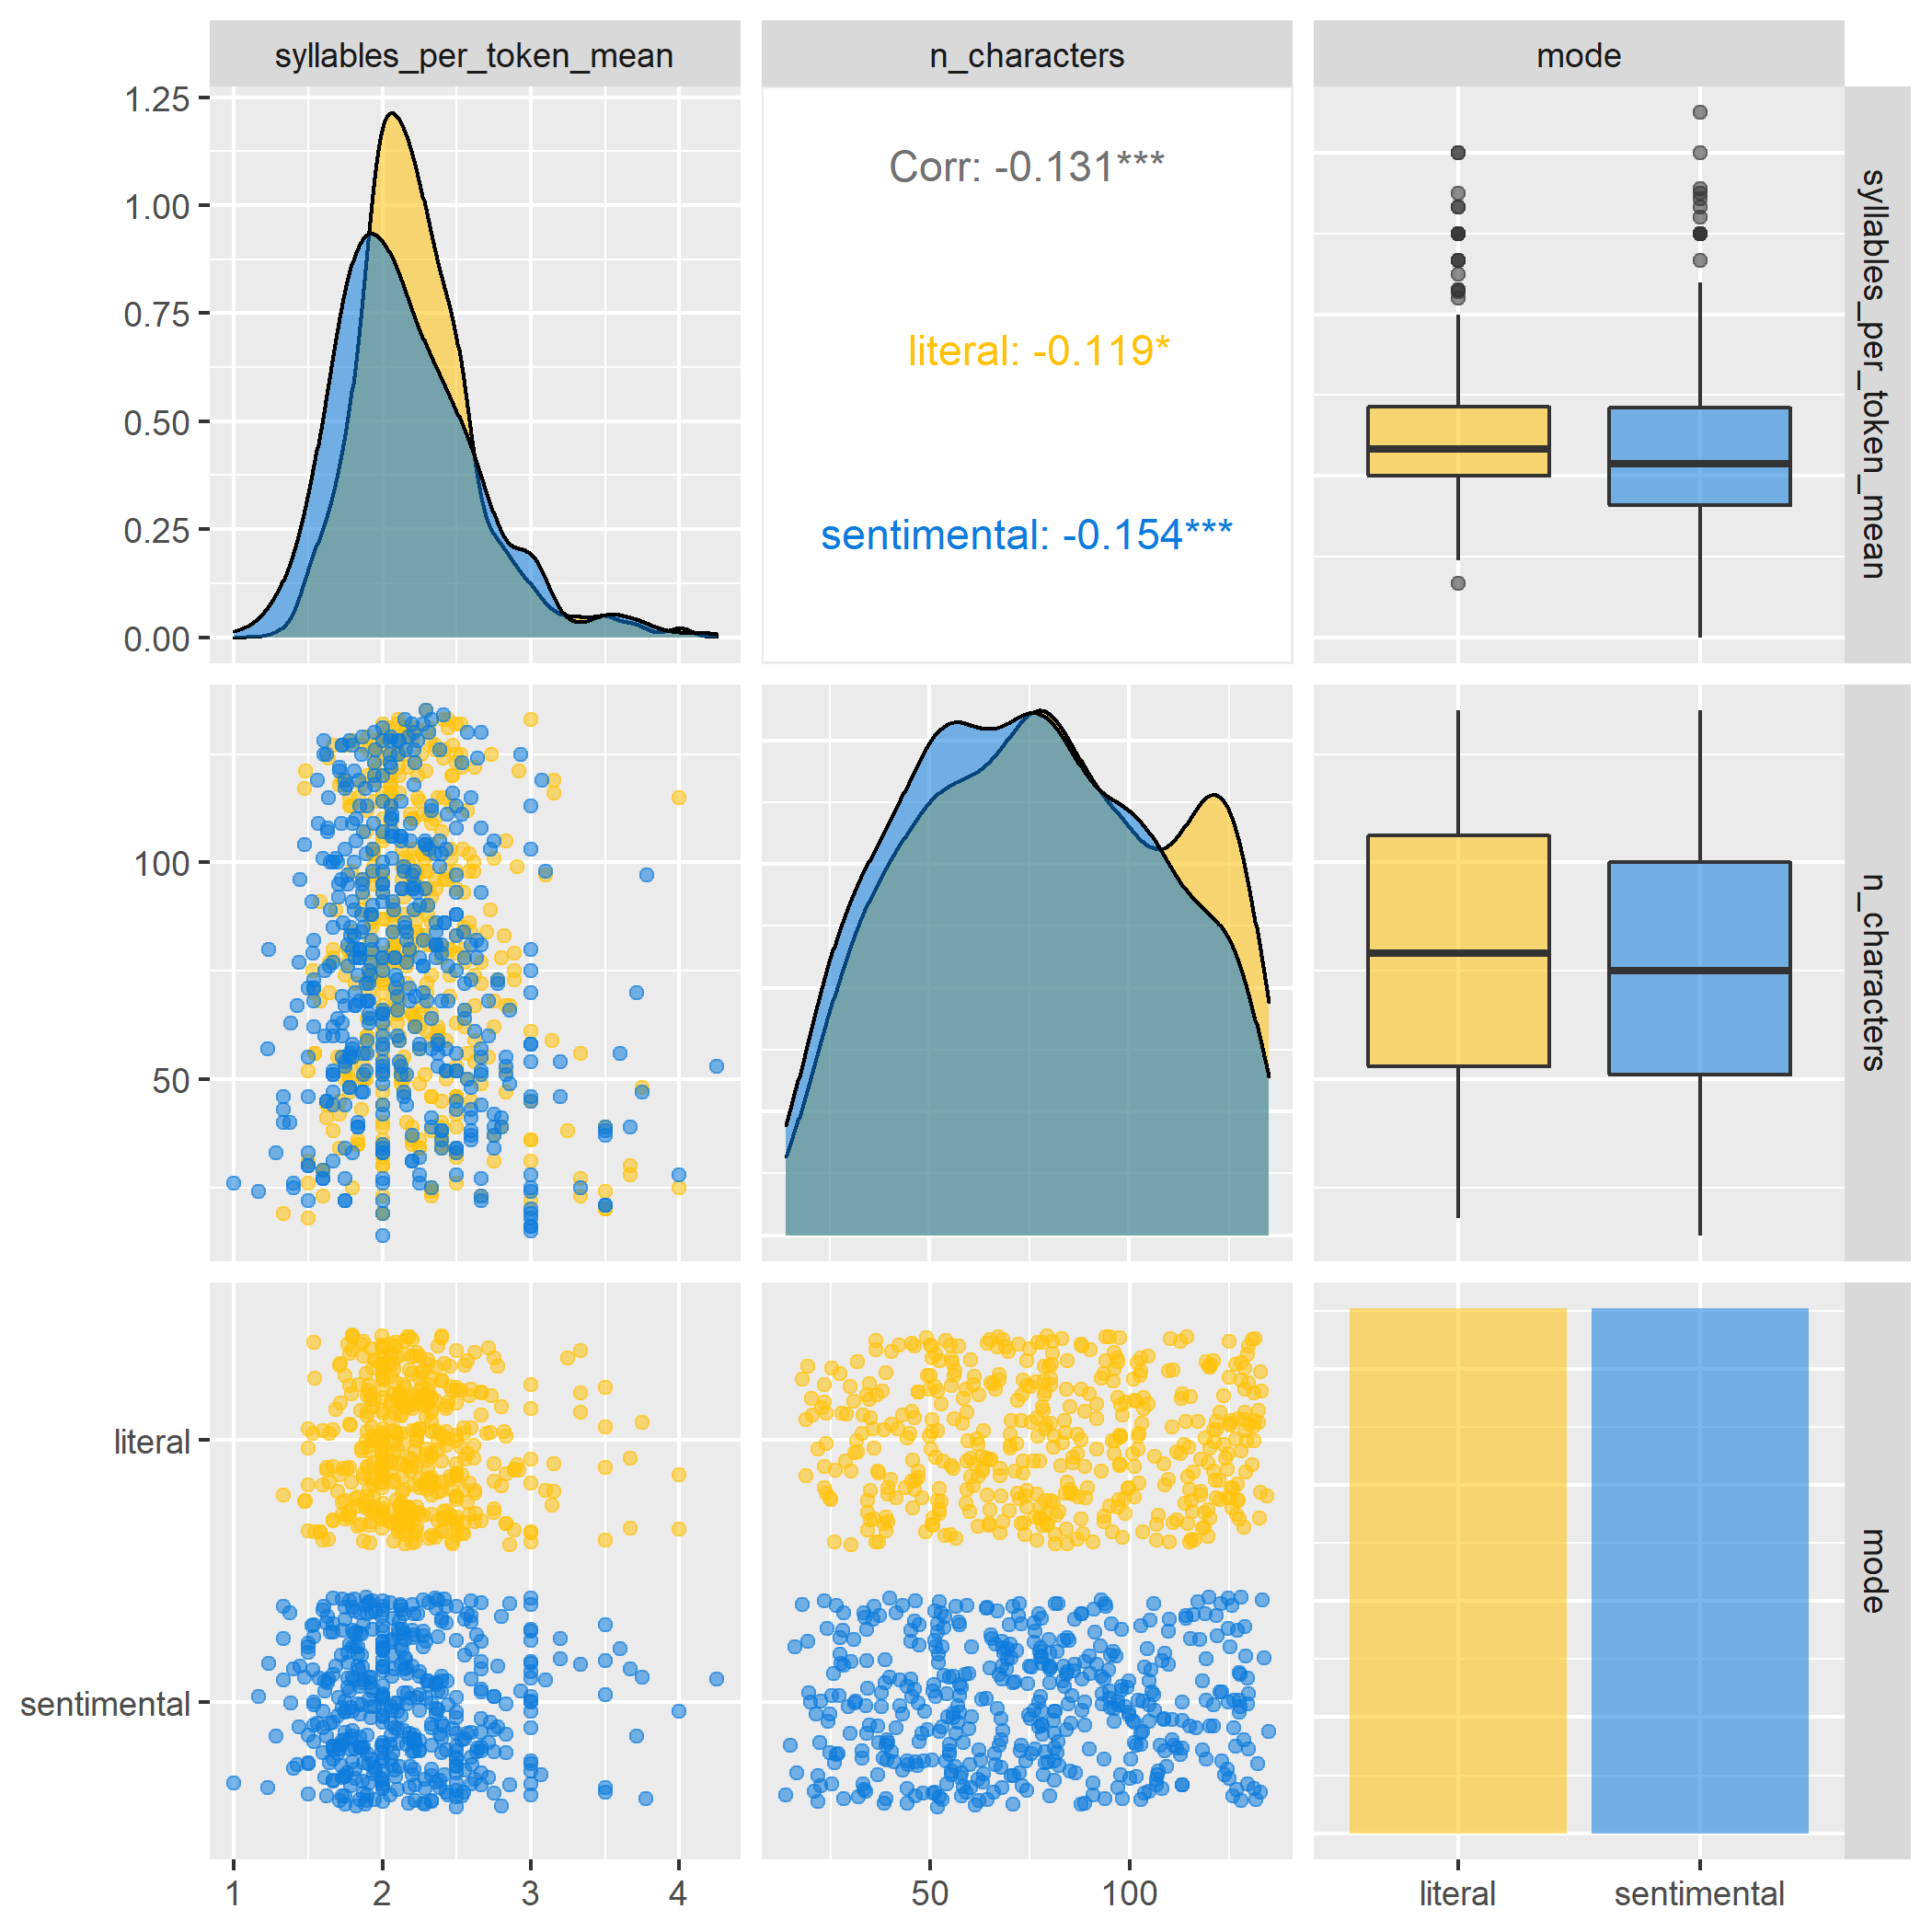 syllables_per_token_mean
n_characters
mode
1.25
1.00
0.75
0.50
0.25
0.00
Corr: -0.131***
literal: -0.119*
sentimental: -0.154***
syllables_per_token_mean
100
50
n_characters
literal
sentimental
mode
1
2
3
4
50
100
literal
sentimental